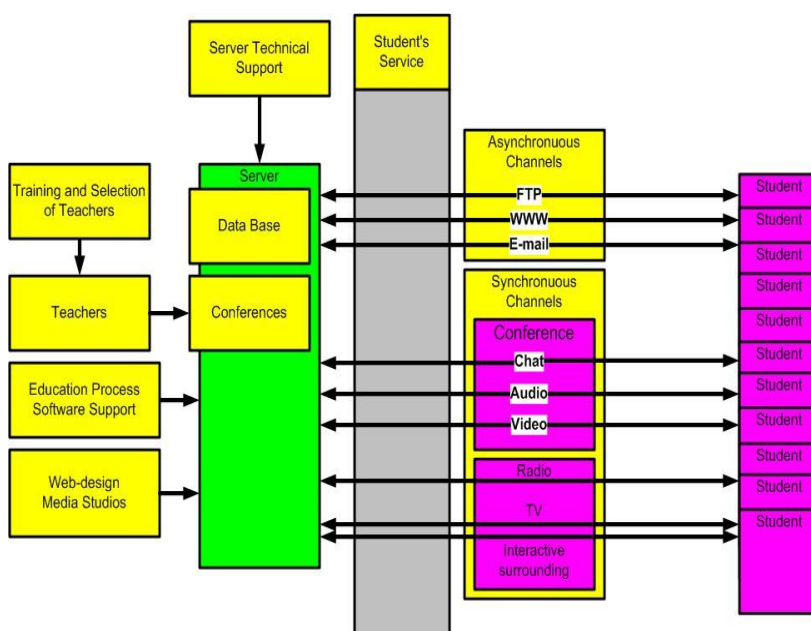 Server Technical
Support
Student's
Service
Training and Selection
of Teachers
Teachers
Education Process
Software Support
Web-design
Media Studios
Server
Data Base
Conferences
Asynchronuous
Channels
FTP
WWW
E-mail
Synchronuous
Channels
Conference
Chat
Audio
Video
Radio
TV
Interactive
surrounding
Student
Student
Student
Student
Student
Student
Student
Student
Student
Student
Student